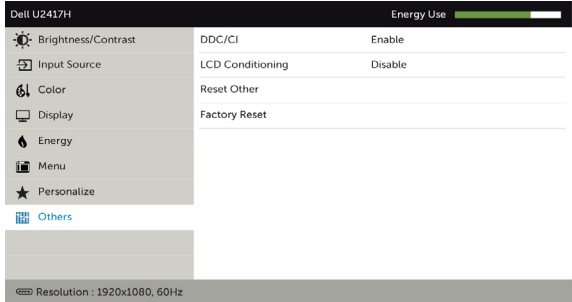 Dell U2417H Energy Use
Brightness/Contrast DDC/CI Enable
Input Source LCD Conditioning Disable
Color Reset Other
Display Factory Reset
Energy
Menu
Personalize
Others
Resolution : 1920x1080, 60Hz